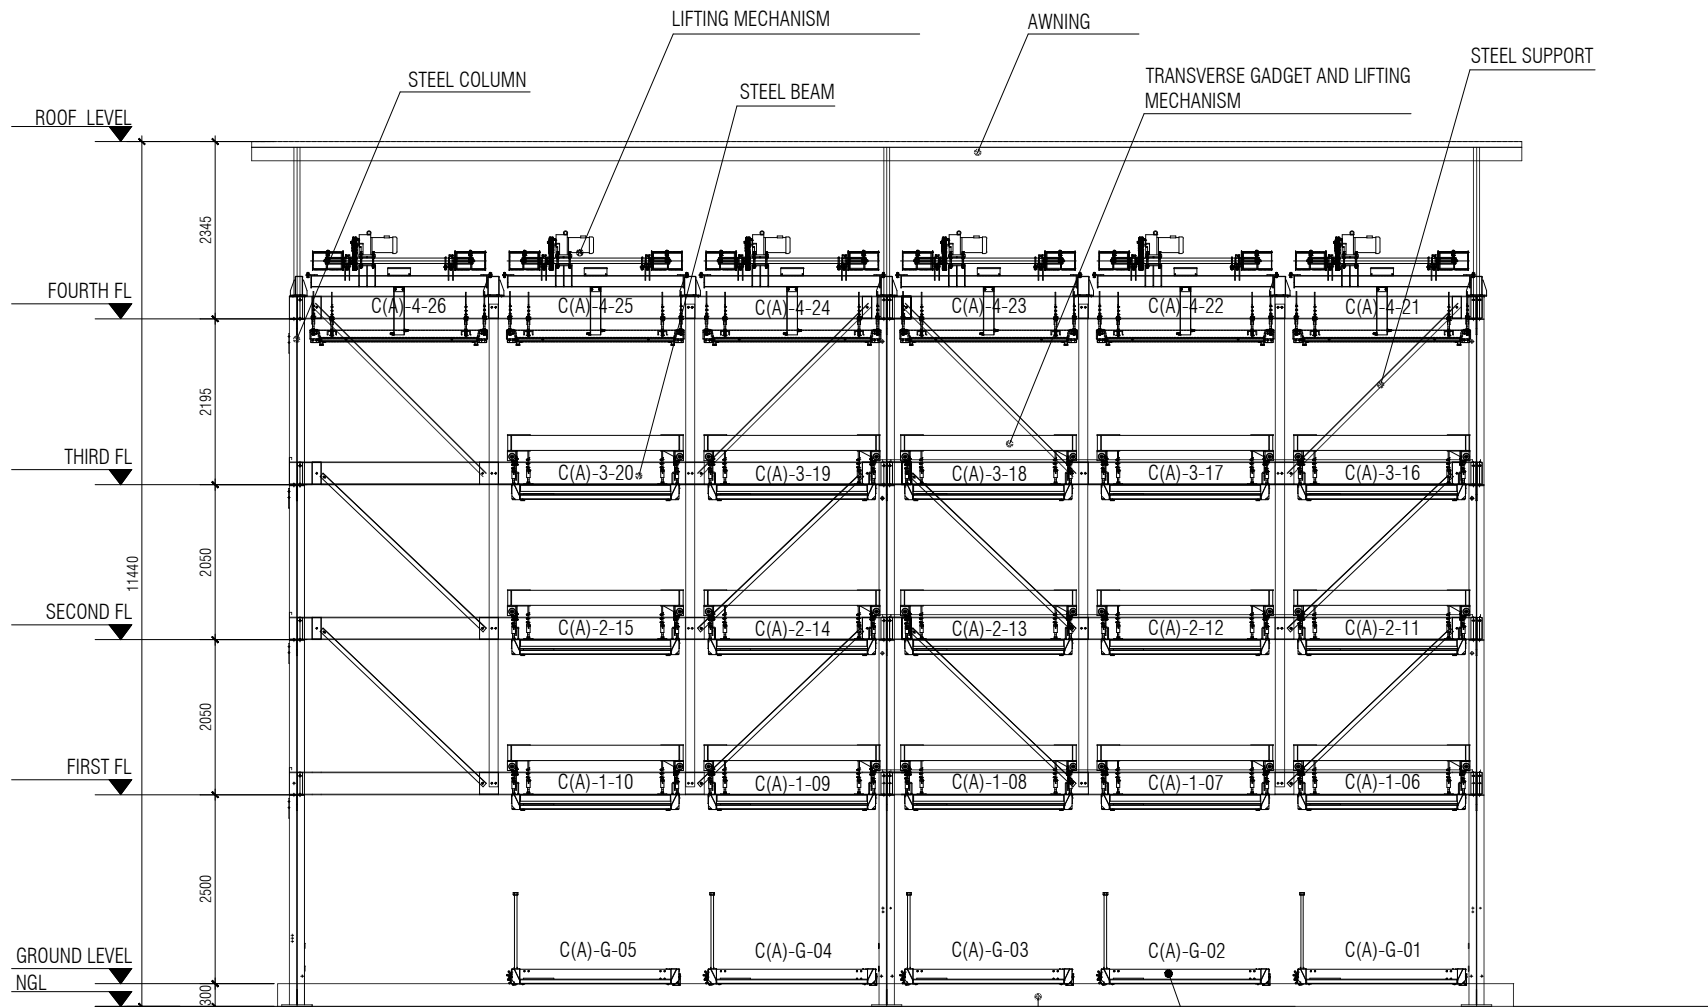 LIFTING MECHANISM
AWNING
STEEL SUPPORT
STEEL COLUMN
STEEL BEAM
TRANSVERSE GADGET AND LIFTING
MECHANISM
ROOF LEVEL
2345
FOURTH FL
C(A)-4-26
C(A)-4-25
C(A)-4-24
C(A)-4-23
C(A)-4-22
C(A)-4-21
2195
THIRD FL
C(A)-3-20
C(A)-3-19
C(A)-3-18
C(A)-3-17
C(A)-3-16
2050
11440
SECOND FL
C(A)-2-15
C(A)-2-14
C(A)-2-13
C(A)-2-12
C(A)-2-11
2050
FIRST FL
C(A)-1-10
C(A)-1-09
C(A)-1-08
C(A)-1-07
C(A)-1-06
2500
GROUND LEVEL
C(A)-G-05
C(A)-G-04
C(A)-G-03
C(A)-G-02
C(A)-G-01
NGL
300